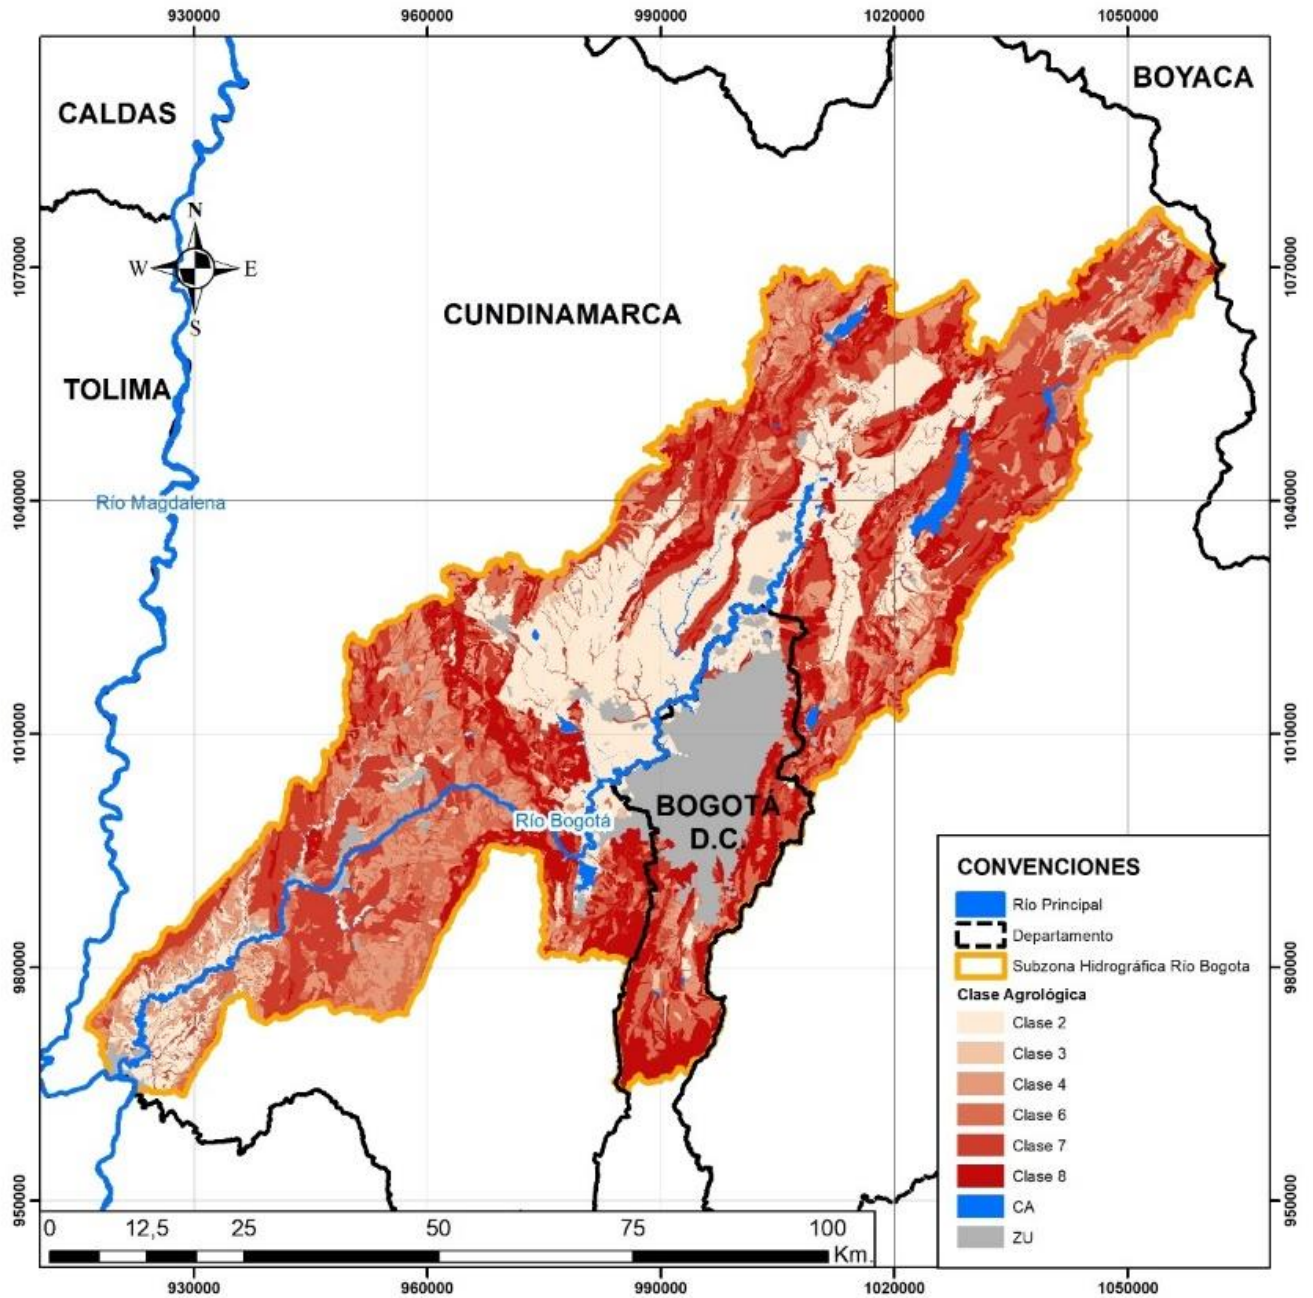 930000 960000 990000 1020000 1050000
BOYACA
CALDAS
N
W E
S
1070000 1070000
CUNDINAMARCA
TOLIMA
Río Magdalena
1040000 1040000
1010000 1010000
BOGOTÁ
D.C.
Río Bogotá
980000 980000
950000 950000
CONVENCIONES
Río Principal
Departamento
Subzona Hidrográfica Río Bogota
Clase Agrológica
Clase 2
Clase 3
Clase 4
Clase 6
Clase 7
Clase 8
CA
ZU
0 12,5 25 50 75 100
Km.
930000 960000 990000 1020000 1050000